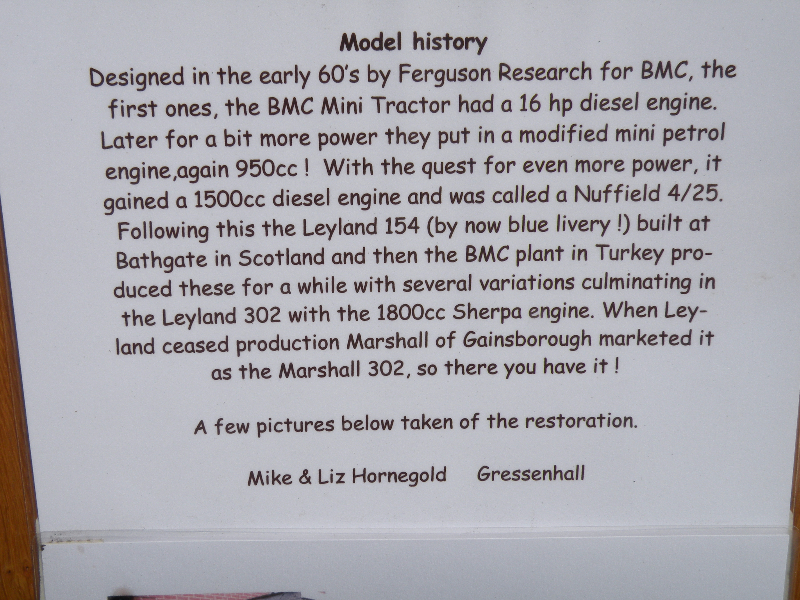 Model history
Designed in the early 60's by Ferguson Research for BMC, the
first ones, the BMC Mini Tractor had a 16 hp diesel engine.
Later for a bit more power they put in a modified mini petrol
engine,again 950cc ! With the quest for even more power, it
gained a 1500cc diesel engine and was called a Nuffield 4/25.
Following this the Leyland 154 (by now blue livery !) built at
Bathgate in Scotland and then the BMC plant in Turkey pro-
duced these for a while with several variations culminating in
the Leyland 302 with the 1800cc Sherpa engine. When Ley-
land ceased production Marshall of Gainsborough marketed it
as the Marshall 302, so there you have it !
A few pictures below taken of the restoration.
Mike & Liz Hornegold Gressenhall